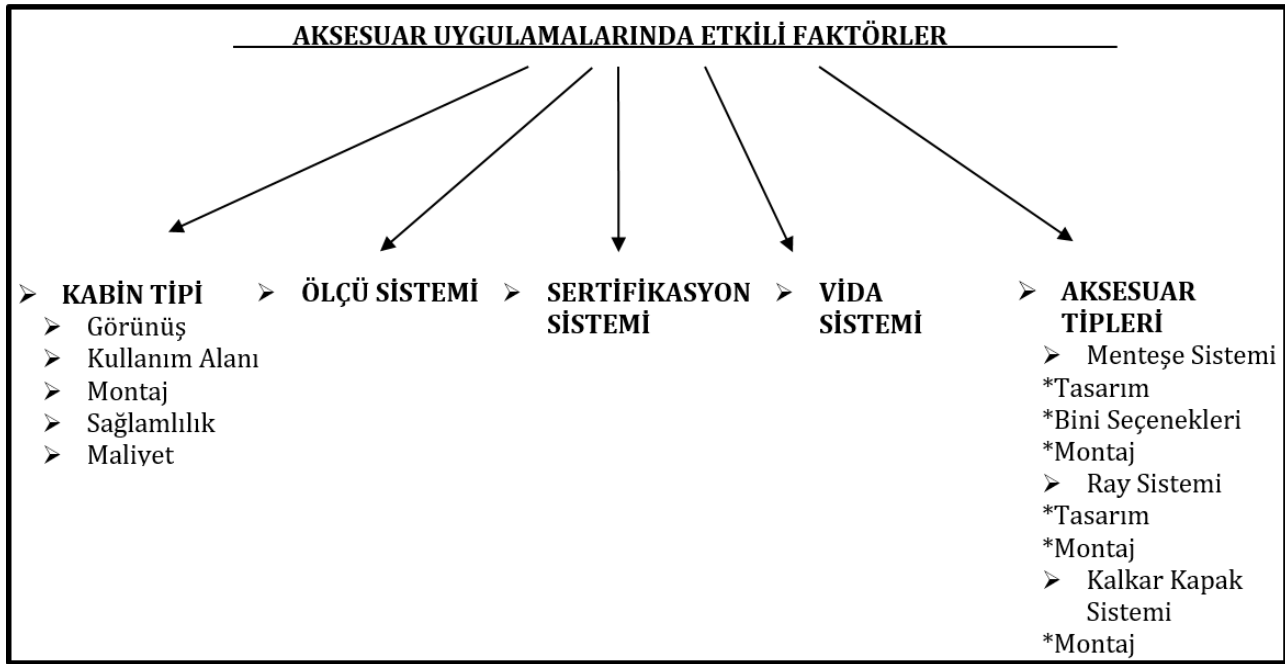 AKSESUAR UYGULAMALARINDA ETKİLİ FAKTÖRLER
➢ KABİN TİPİ
➢ Görünüş
➢ Kullanım Alanı
➢ Montaj
➢ Sağlamlılık
➢ Maliyet
➢ ÖLÇÜ SİSTEMİ
➢ SERTİFİKASYON
SİSTEMİ
➢ VİDA
SİSTEMİ
➢ AKSESUAR
TİPLERİ
➢ Menteşe Sistemi
*Tasarım
*Bini Seçenekleri
*Montaj
➢ Ray Sistemi
*Tasarım
*Montaj
➢ Kalkar Kapak
Sistemi
*Montaj